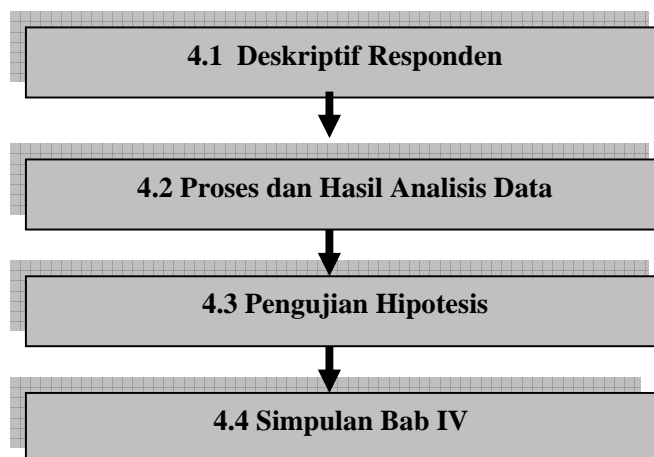 4.1 Deskriptif Responden
4.2 Proses dan Hasil Analisis Data
4.3 Pengujian Hipotesis
4.4 Simpulan Bab IV